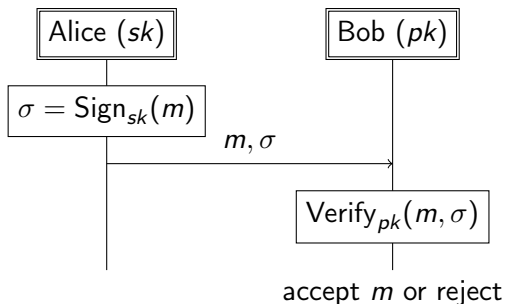 Alice (sk)
Bob (pk)
σ = Sign_sk(m)
m, σ
Verify_pk(m, σ)
accept m or reject